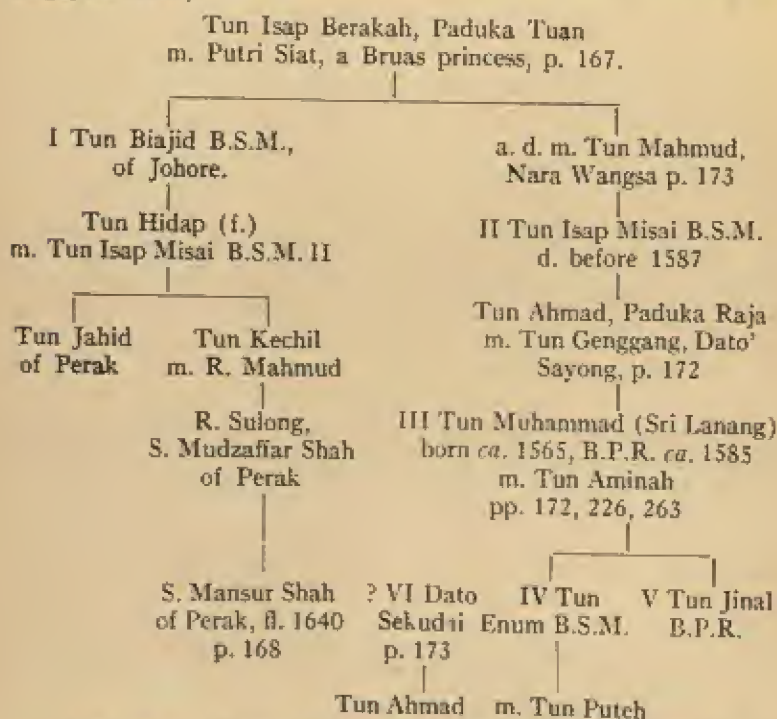 Tun Isap Berakah, Paduka Tuan
m. Putri Siat, a Bruas princess, p. 167.
I Tun Biajid B.S.M.,
of Johore.
a. d. m. Tun Mahmud,
Nara Wangsa p. 173
Tun Hidap (f.)
m. Tun Isap Misai B.S.M. II
II Tun Isap Misai B.S.M.
d. before 1587
Tun Jahid
of Perak
Tun Kechil
m. R. Mahmud
Tun Ahmad, Paduka Raja
m. Tun Genggang, Dato'
Sayong, p. 172
R. Sulong,
S. Mudzaffar Shah
of Perak
III Tun Muhammad (Sri Lanang)
born ca. 1565, B.P.R. ca. 1585
m. Tun Aminah
pp. 172, 226, 263
S. Mansur Shah
of Perak, fl. 1640
p. 168
? VI Dato
Sekudai
p. 173
IV Tun
Enum B.S.M.
V Tun Jinal
B.P.R.
Tun Ahmad
m. Tun Puteh